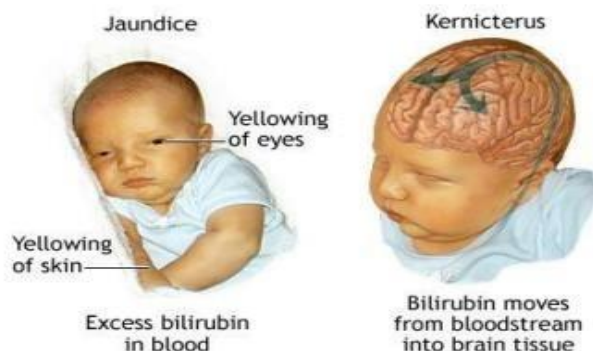 Jaundice
Yellowing
of eyes
Yellowing
of skin
Excess bilirubin
in blood
Kernicterus
Bilirubin moves
from bloodstream
into brain tissue